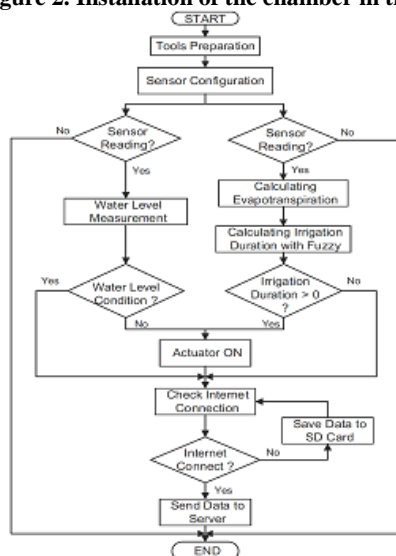 gure 2. Installation of the chamber in t
START
Tools Preparation
Sensor Configuration
No
Sensor
Reading?
Yes
Sensor
Reading?
No
Yes
Water Level
Measurement
Calculating
Evapotranspiration
Calculating Irrigation
Duration with Fuzzy
Yes
Water Level
Condition ?
No
Irrigation
Duration > 0
?
No
Yes
Actuator ON
Check Internet
Connection
Save Data to
SD Card
Internet
Connect ?
No
Yes
Send Data to
Server
END